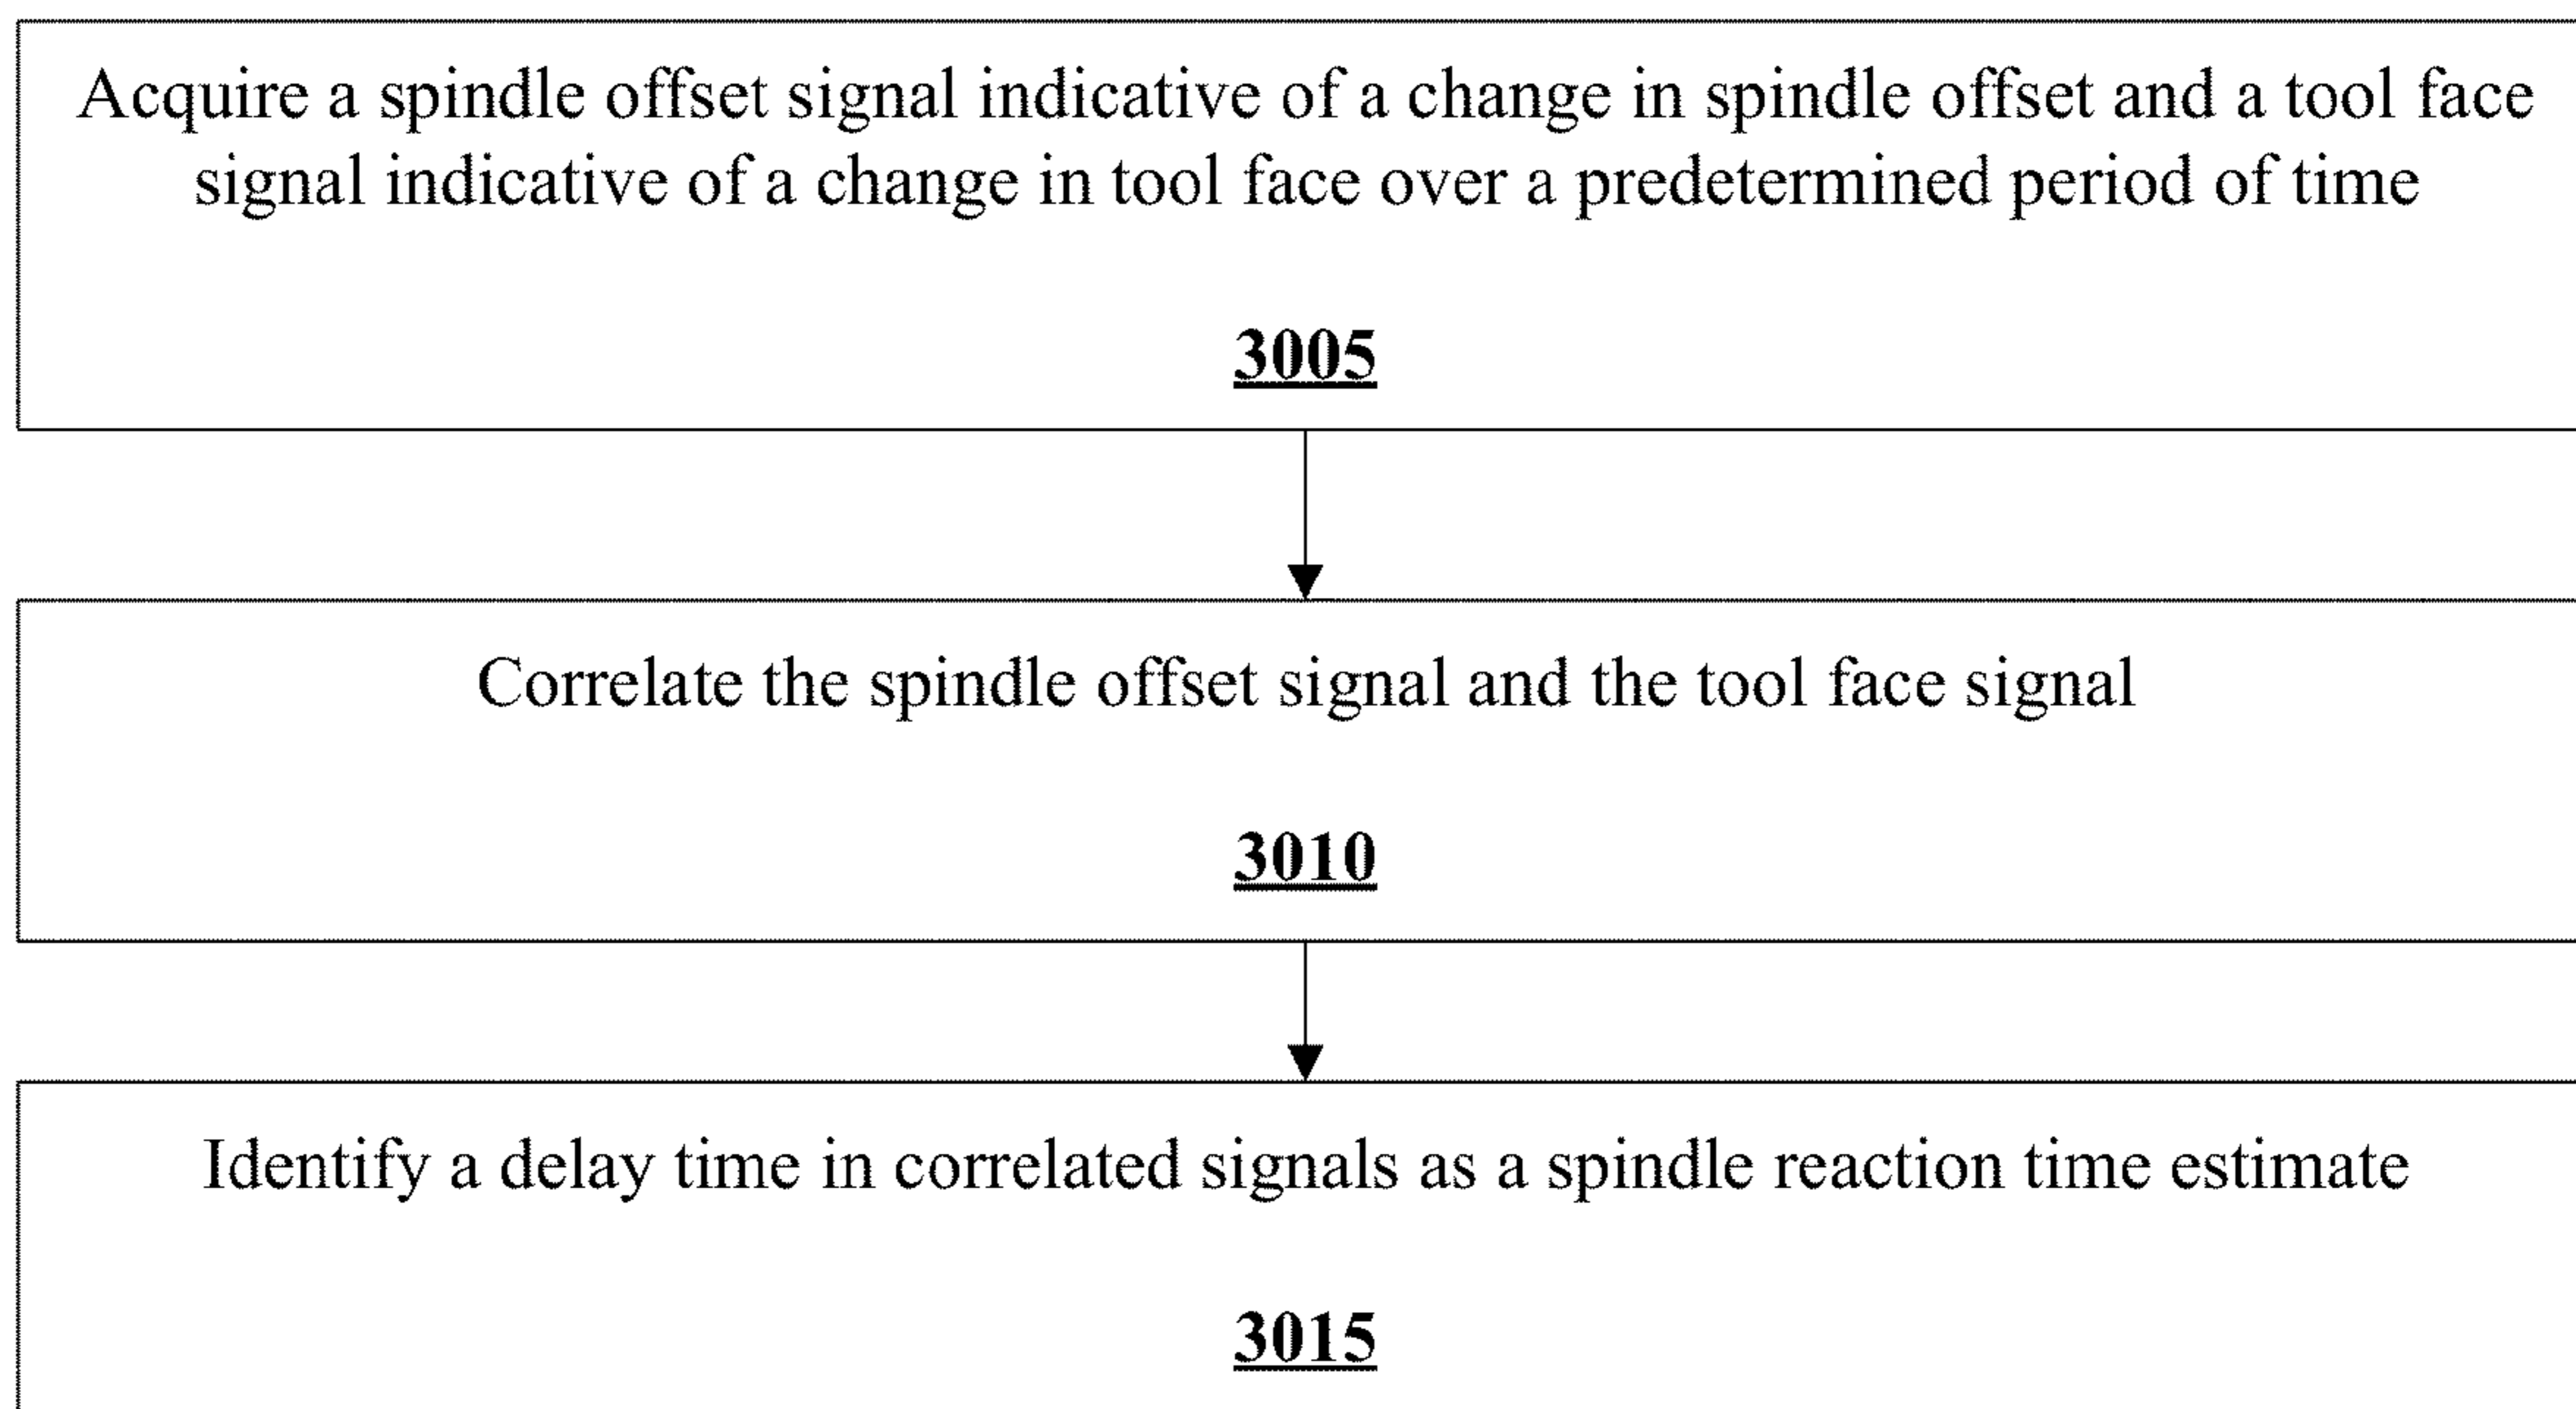 Acquire a spindle offset signal indicative of a change in spindle offset and a tool face
signal indicative of a change in tool face over a predetermined period of time
3005
Correlate the spindle offset signal and the tool face signal
3010
Identify a delay time in correlated signals as a spindle reaction time estimate
3015